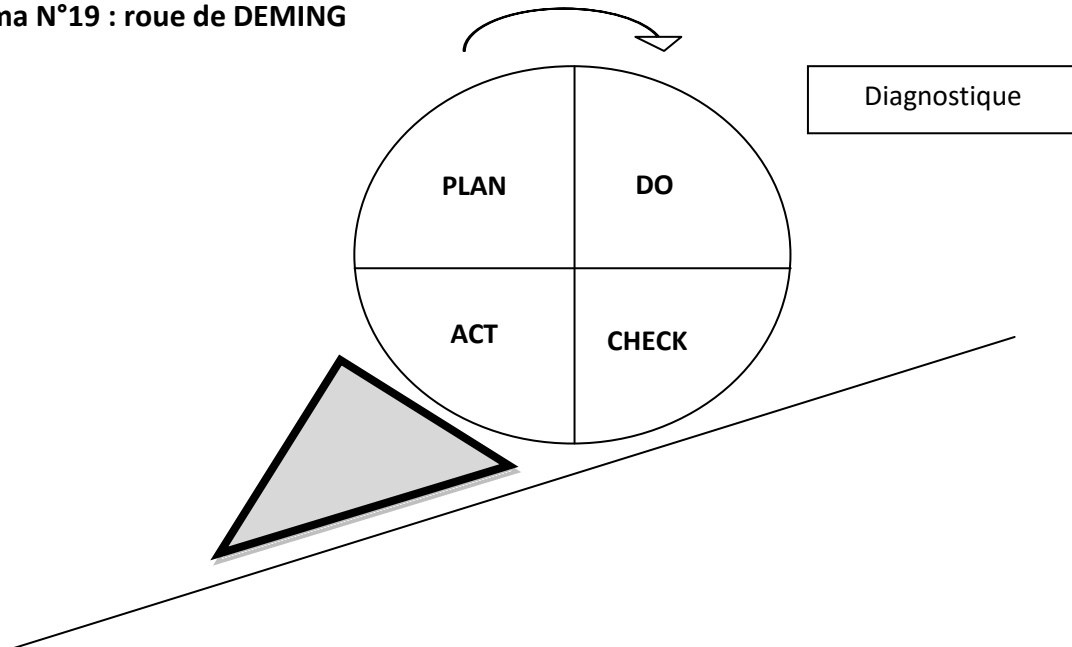 ma N°19 : roue de DEMING
Diagnostique
PLAN
DO
ACT
CHECK